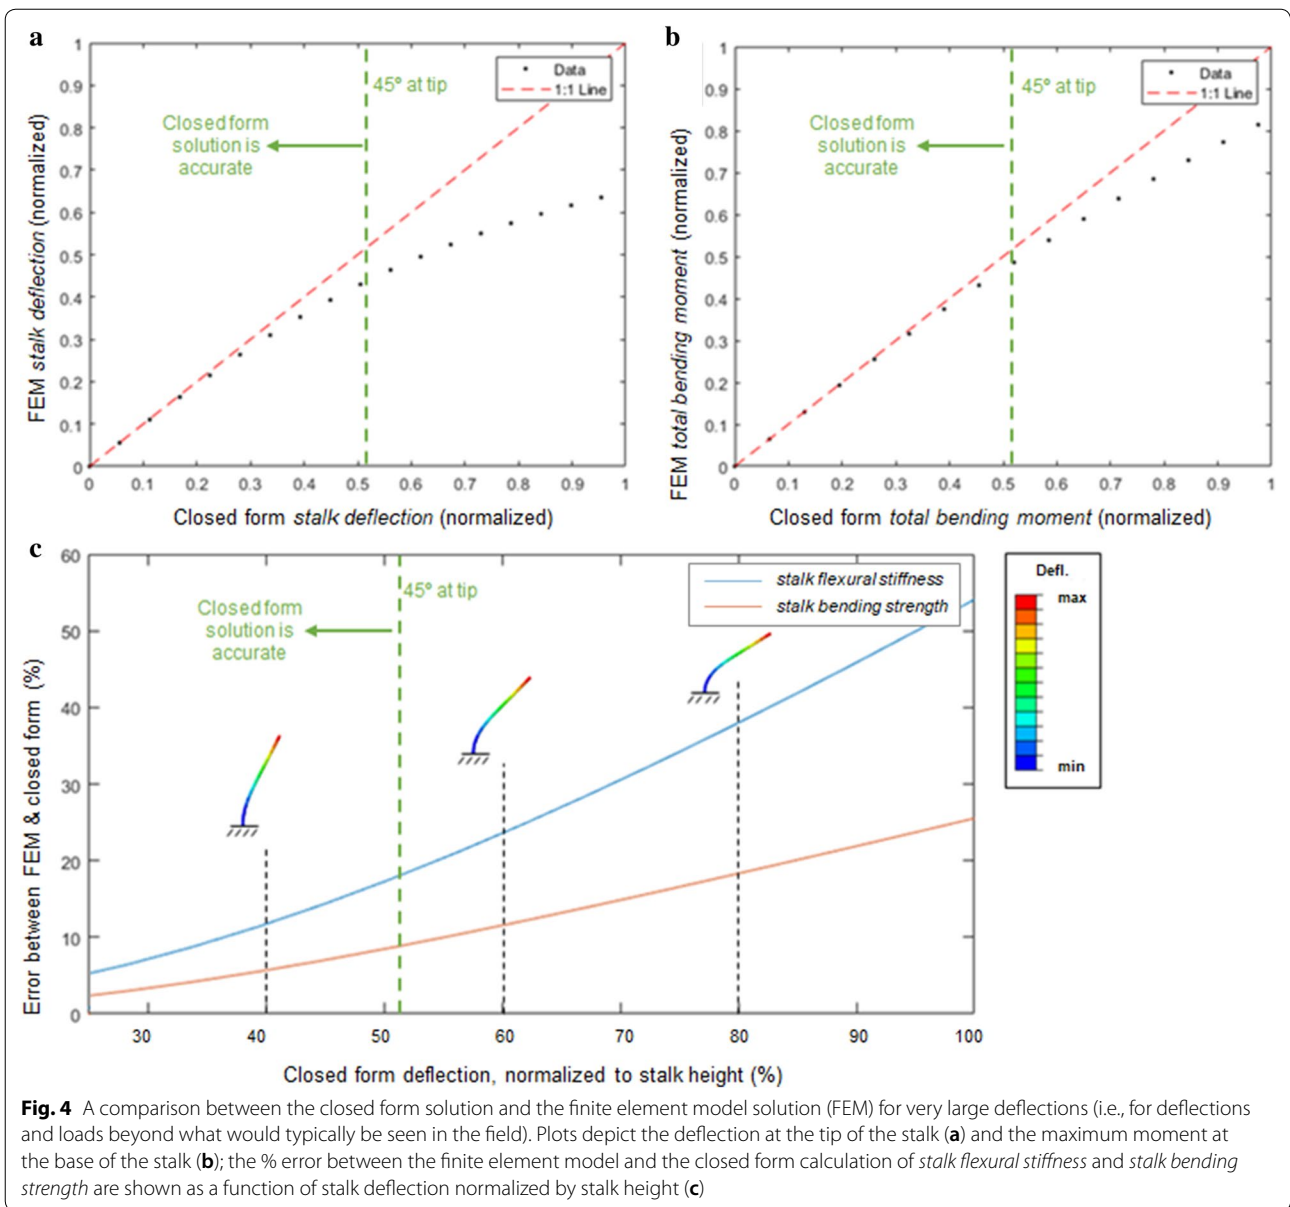 a
1
0.9
0.8
0.7
0.6
0.5
0.4
0.3
0.2
0.1
0
FEM stalk deflection (normalized)
Data
1:1 Line
45º at tip
Closed form
solution is
accurate
0 0.1 0.2 0.3 0.4 0.5 0.6 0.7 0.8 0.9 1
Closed form stalk deflection (normalized)
b
1
0.9
0.8
0.7
0.6
0.5
0.4
0.3
0.2
0.1
0
FEM total bending moment (normalized)
Data
1:1 Line
45º at tip
Closed form
solution is
accurate
0 0.1 0.2 0.3 0.4 0.5 0.6 0.7 0.8 0.9 1
Closed form total bending moment (normalized)
c
60
50
40
30
20
10
0
Error between FEM & closed form (%)
stalk flexural stiffness
stalk bending strength
45º at tip
Closed form
solution is
accurate
30 40 50 60 70 80 90 100
Closed form deflection, normalized to stalk height (%)
Defl.
max
min
Fig. 4 A comparison between the closed form solution and the finite element model solution (FEM) for very large deflections (i.e., for deflections
and loads beyond what would typically be seen in the field). Plots depict the deflection at the tip of the stalk (a) and the maximum moment at
the base of the stalk (b); the % error between the finite element model and the closed form calculation of stalk flexural stiffness and stalk bending
strength are shown as a function of stalk deflection normalized by stalk height (c)